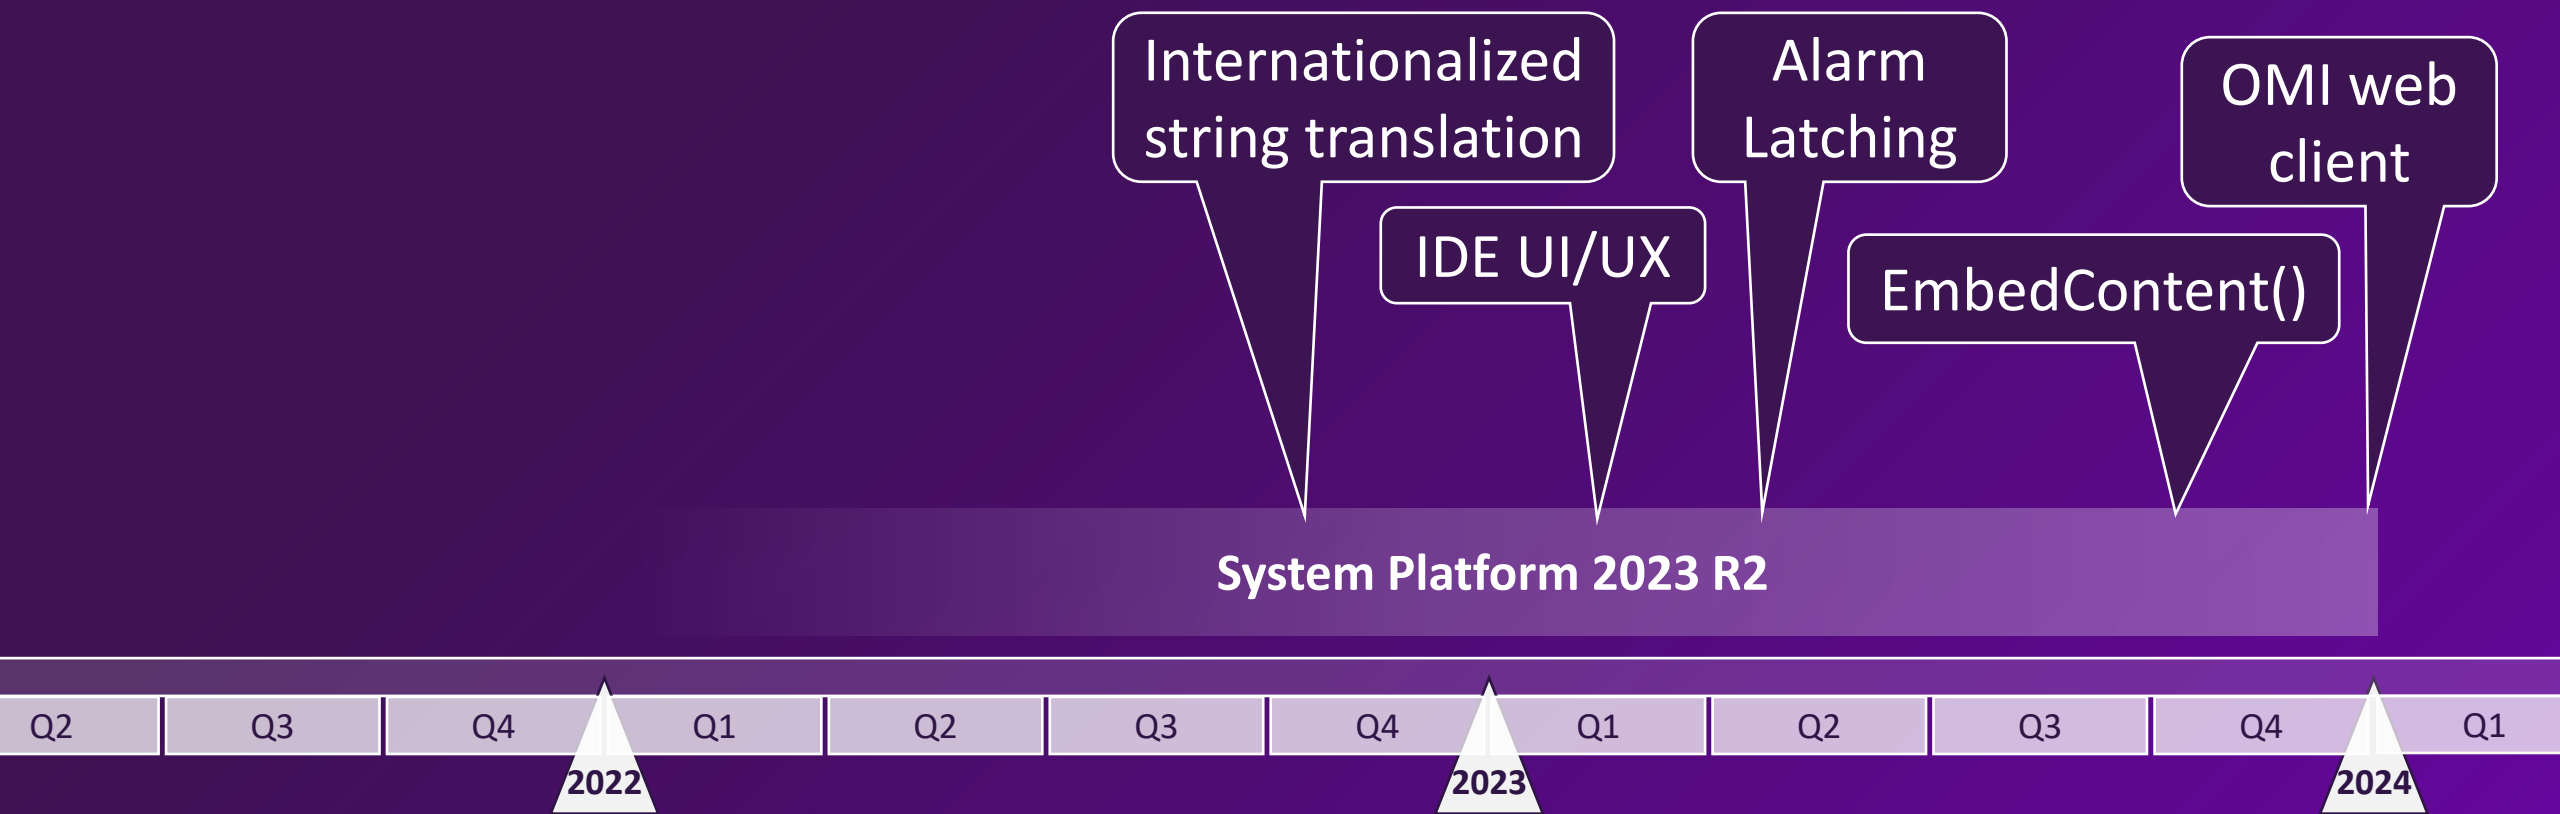 Internationalized
string translation
Alarm
Latching
OMI web
client
IDE UI/UX
EmbedContent()
System Platform 2023 R2
Q2 Q3 Q4 Q1 Q2 Q3 Q4 Q1 Q2 Q3 Q4 Q1
2022 2023 2024